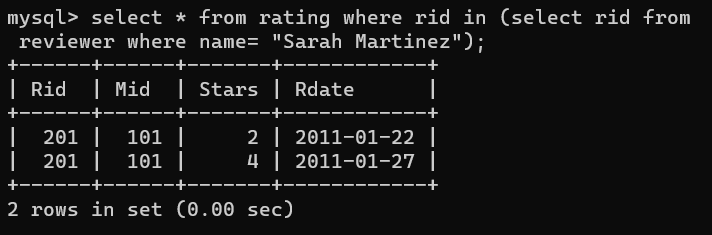 mysql> select * from rating where rid in (select rid from
 reviewer where name= "Sarah Martinez");
+------+------+-------+------------+
| Rid  | Mid  | Stars | Rdate      |
+------+------+-------+------------+
|  201 |  101 |     2 | 2011-01-22 |
|  201 |  101 |     4 | 2011-01-27 |
+------+------+-------+------------+
2 rows in set (0.00 sec)